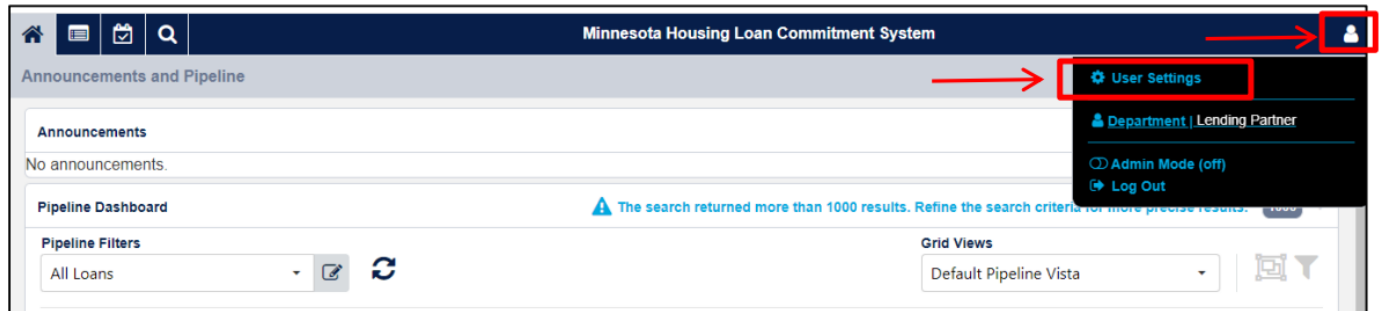 Minnesota Housing Loan Commitment System
Announcements and Pipeline
User Settings
Department | Lending Partner
Admin Mode (off)
Log Out
Announcements
No announcements.
Pipeline Dashboard
The search returned more than 1000 results. Refine the search criteria for more precise results.
Pipeline Filters
All Loans
Grid Views
Default Pipeline Vista